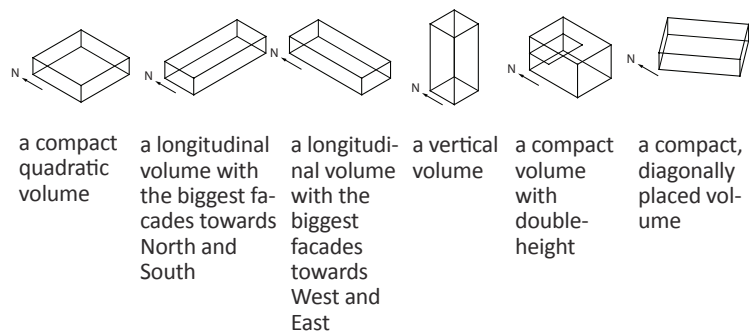 N
N
N
N
N
N
a compact
quadratic
volume
a longitudinal
volume with
the biggest fa-
cades towards
North and
South
a longitudi-
nal volume
with the
biggest
facades
towards
West and
East
a vertical
volume
a compact
volume
with
double-
height
a compact,
diagonally
placed vol-
ume